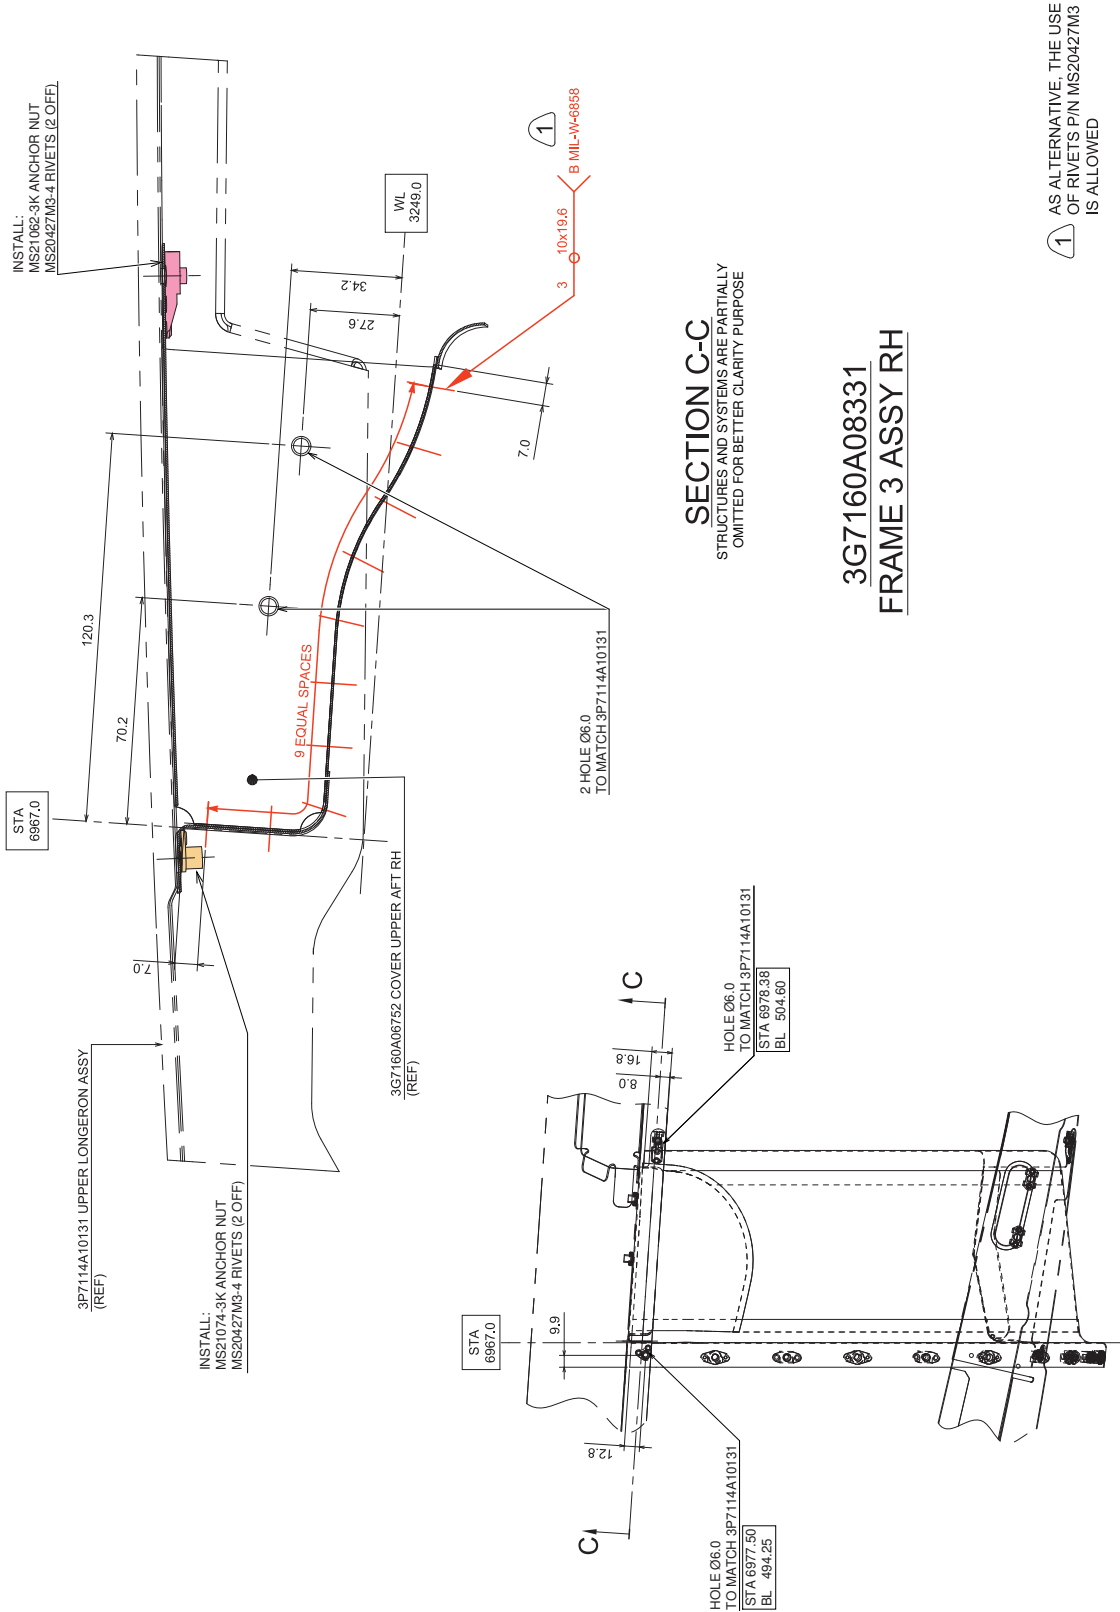 INSTALL:
MS21062-3K ANCHOR NUT
MS20427M3-4 RIVETS (2 OFF)
STA
6967.0
120.3
70.2
7.0
34.2
27.6
WL
3249.0
1
3
10x19.6
B MIL-W-6858
7.0
9 EQUAL SPACES
3P7114A10131 UPPER LONGERON ASSY
(REF)
INSTALL:
MS21074-3K ANCHOR NUT
MS20427M3-4 RIVETS (2 OFF)
3G7160A06752 COVER UPPER AFT RH
(REF)
2 HOLE Ø6.0
TO MATCH 3P7114A10131
SECTION C-C
STRUCTURES AND SYSTEMS ARE PARTIALLY
OMITTED FOR BETTER CLARITY PURPOSE
3G7160A08331
FRAME 3 ASSY RH
1
AS ALTERNATIVE, THE USE
OF RIVETS P/N MS20427M3
IS ALLOWED
STA
6967.0
9.9
12.8
C
C
8.0
16.8
HOLE Ø6.0
TO MATCH 3P7114A10131
STA 6978.38
BL 504.60
HOLE Ø6.0
TO MATCH 3P7114A10131
STA 6977.50
BL 494.25